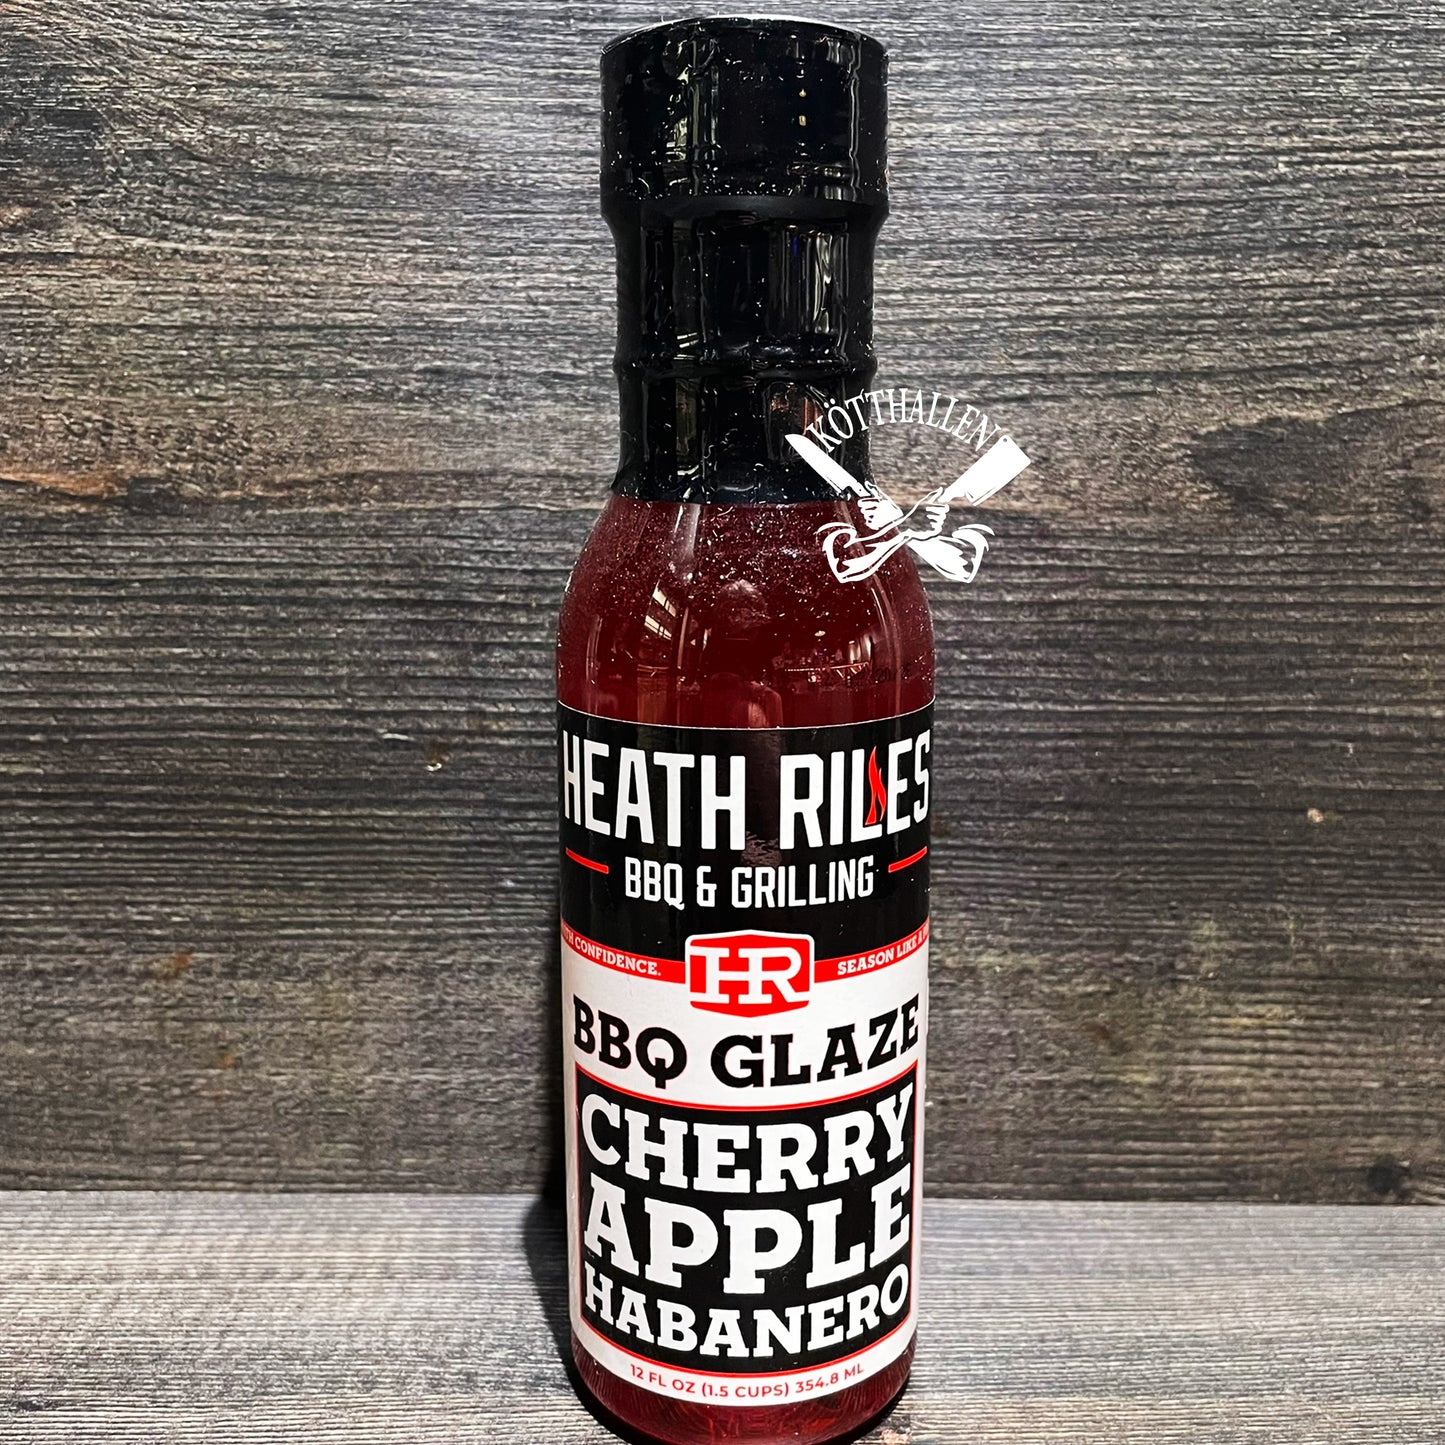 KÖTTHALLEN
HEATH RILES
BBQ & GRILLING
CONFIDENCE.
HR
SEASON LIKE A
BBQ GLAZE
CHERRY
APPLE
HABANERO
12 FL OZ (1.5 CUPS) 354.8 ML